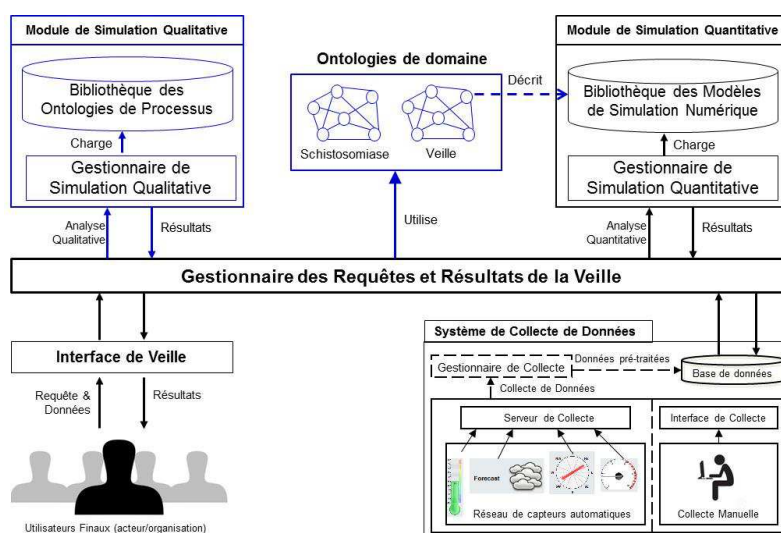 Module de Simulation Qualitative
Bibliothèque des
Ontologies de Processus
Charge
Gestionnaire de
Simulation Qualitative
Analyse
Qualitative
Résultats
Ontologies de domaine
Schistosomiase
Veille
Décrit
Utilise
Module de Simulation Quantitative
Bibliothèque des Modèles
de Simulation Numérique
Charge
Gestionnaire de
Simulation Quantitative
Analyse
Quantitative
Résultats
Gestionnaire des Requêtes et Résultats de la Veille
Interface de Veille
Requête &
Données
Résultats
Utilisateurs Finaux (acteur/organisation)
Système de Collecte de Données
Gestionnaire de Collecte
Données pré-traitées
Base de données
Collecte de Données
Serveur de Collecte
Interface de Collecte
Forecast
Réseau de capteurs automatiques
Collecte Manuelle